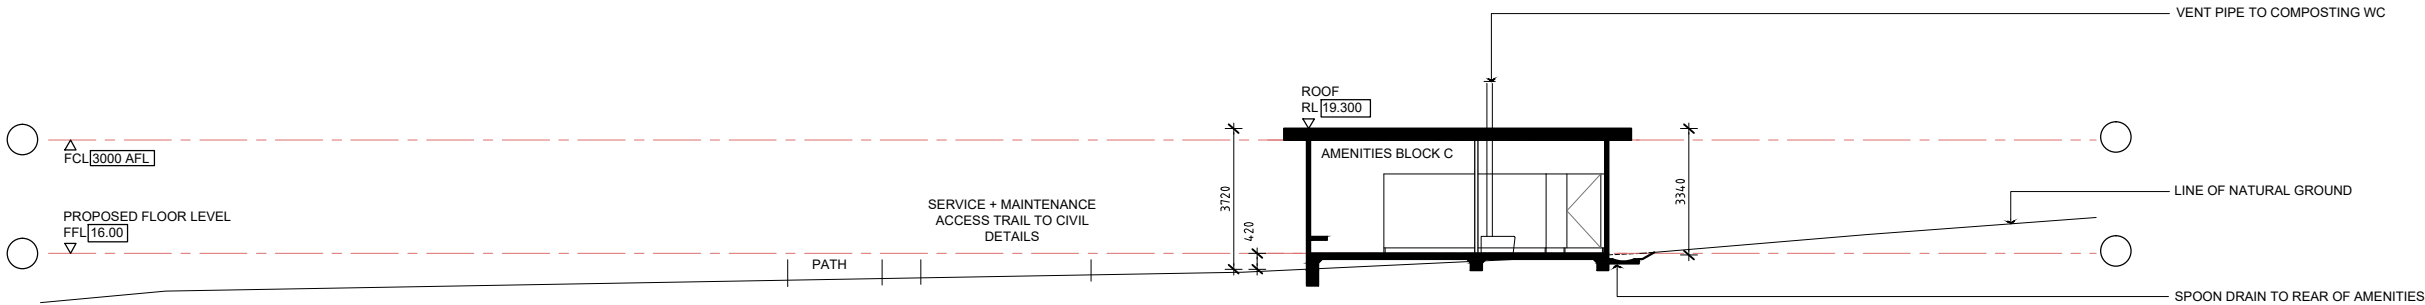 VENT PIPE TO COMPOSTING WC
ROOF
RL 19.300
FCL 3000 AFL
AMENITIES BLOCK C
3720
3340
LINE OF NATURAL GROUND
SERVICE + MAINTENANCE
ACCESS TRAIL TO CIVIL
DETAILS
PROPOSED FLOOR LEVEL
FFL 16.00
420
PATH
SPOON DRAIN TO REAR OF AMENITIES